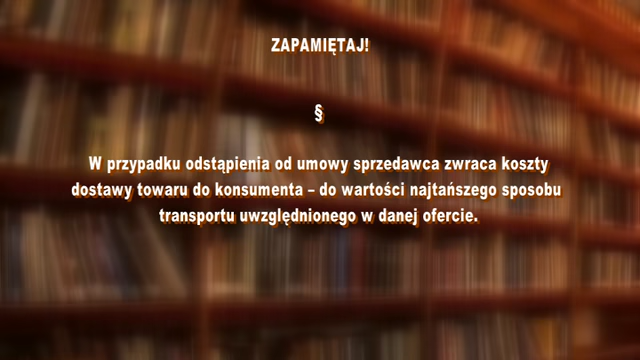 ZAPAMIĘTAJ!
§
W przypadku odstąpienia od umowy sprzedawca zwraca koszty
dostawy towaru do konsumenta – do wartości najtańszego sposobu
transportu uwzględnionego w danej ofercie.